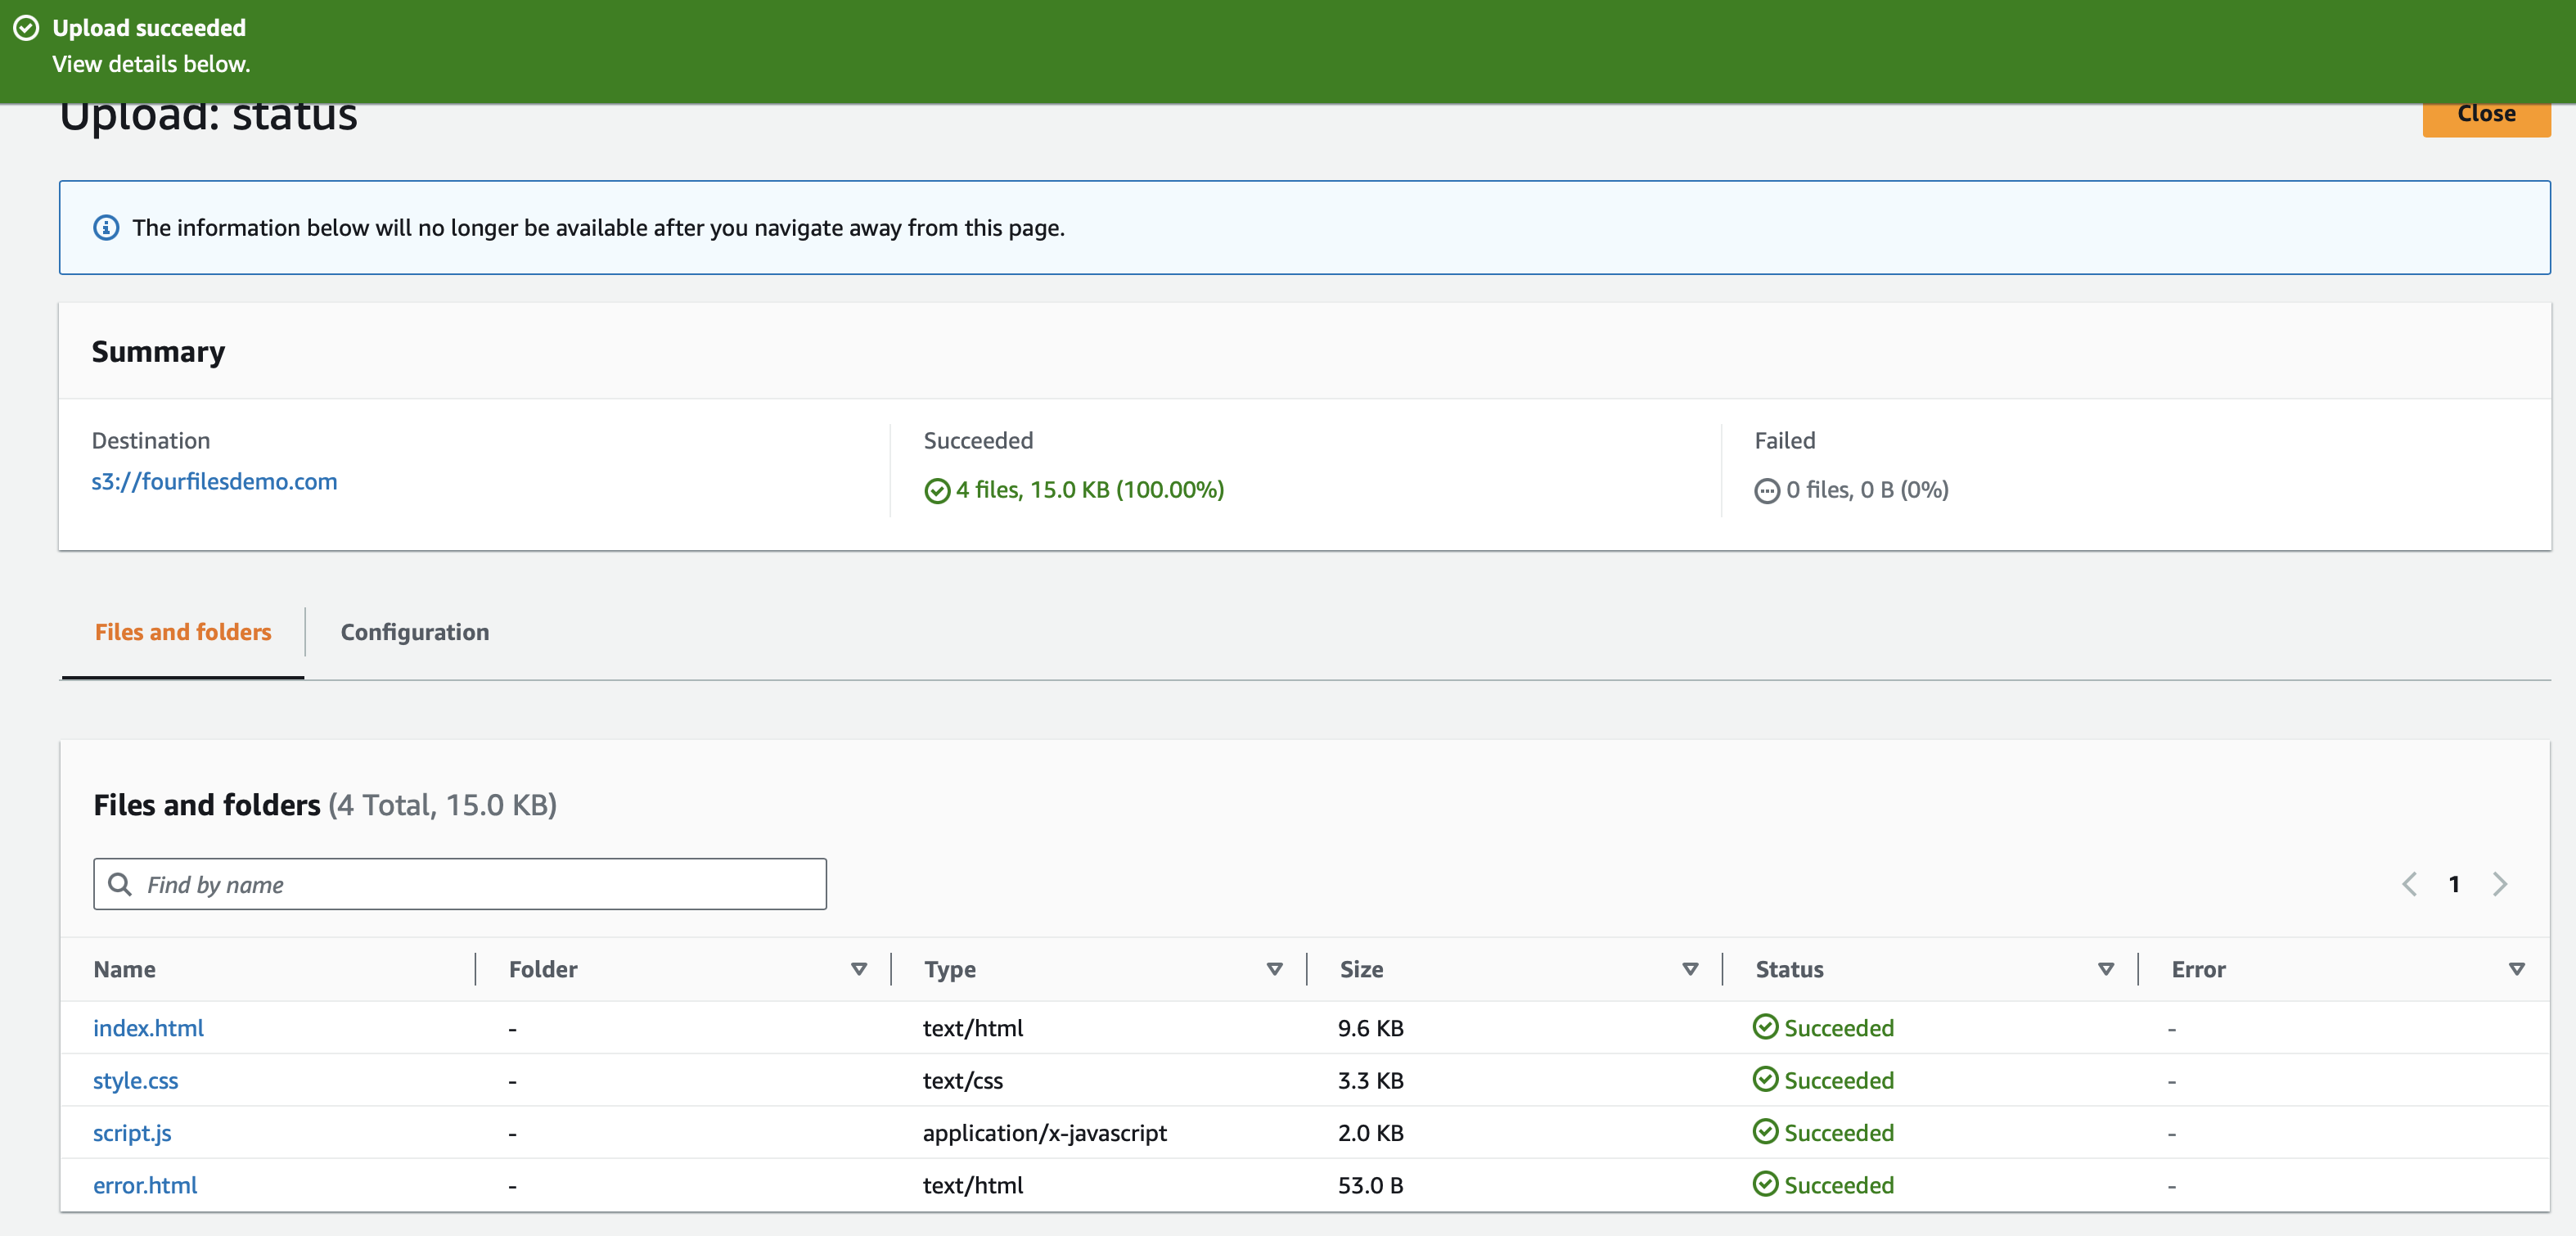 Upload succeeded
View details below.
Upload: status
Close
The information below will no longer be available after you navigate away from this page.
Summary
Destination
s3://fourfilesdemo.com
Succeeded
4 files, 15.0 KB (100.00%)
Failed
0 files, 0 B (0%)
Files and folders
Configuration
Files and folders (4 Total, 15.0 KB)
Find by name
1
Name Folder Type Size Status Error
index.html - text/html 9.6 KB Succeeded -
style.css - text/css 3.3 KB Succeeded -
script.js - application/x-javascript 2.0 KB Succeeded -
error.html - text/html 53.0 B Succeeded -